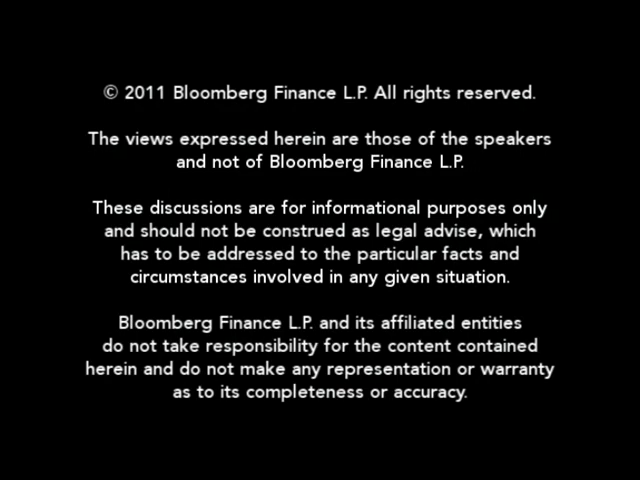 © 2011 Bloomberg Finance L.P. All rights reserved.
The views expressed herein are those of the speakers
and not of Bloomberg Finance L.P.
These discussions are for informational purposes only
and should not be construed as legal advise, which
has to be addressed to the particular facts and
circumstances involved in any given situation.
Bloomberg Finance L.P. and its affiliated entities
do not take responsibility for the content contained
herein and do not make any representation or warranty
as to its completeness or accuracy.